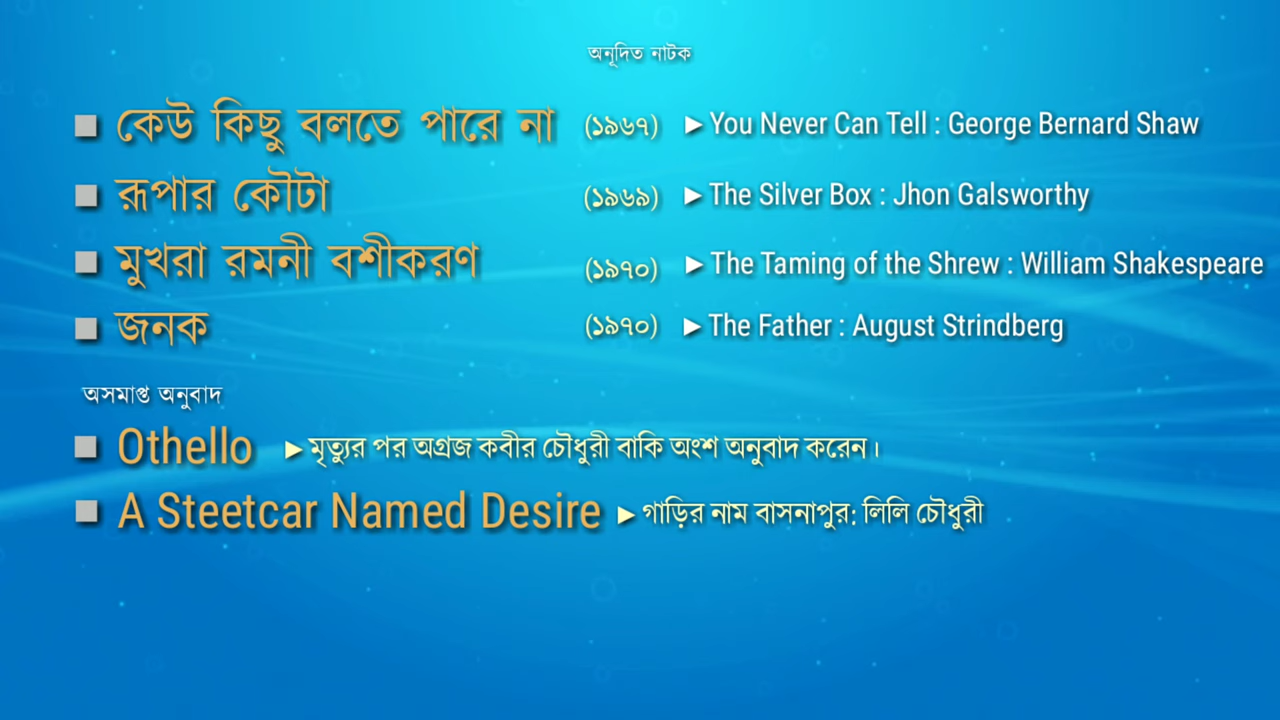 অনূদিত নাটক
■ কেউ কিছু বলতে পারে না (১৯৬৭) ►You Never Can Tell : George Bernard Shaw
■ রূপার কৌটা (১৯৬৯) ►The Silver Box : Jhon Galsworthy
■ মুখরা রমনী বশীকরণ (১৯৭০) ► The Taming of the Shrew : William Shakespeare
■ জনক (১৯৭০) ►The Father : August Strindberg
অসমাপ্ত অনুবাদ
■ Othello ►মৃত্যুর পর অগ্রজ কবীর চৌধুরী বাকি অংশ অনুবাদ করেন।
■ A Steetcar Named Desire ►গাড়ির নাম বাসনাপুর: লিলি চৌধুরী